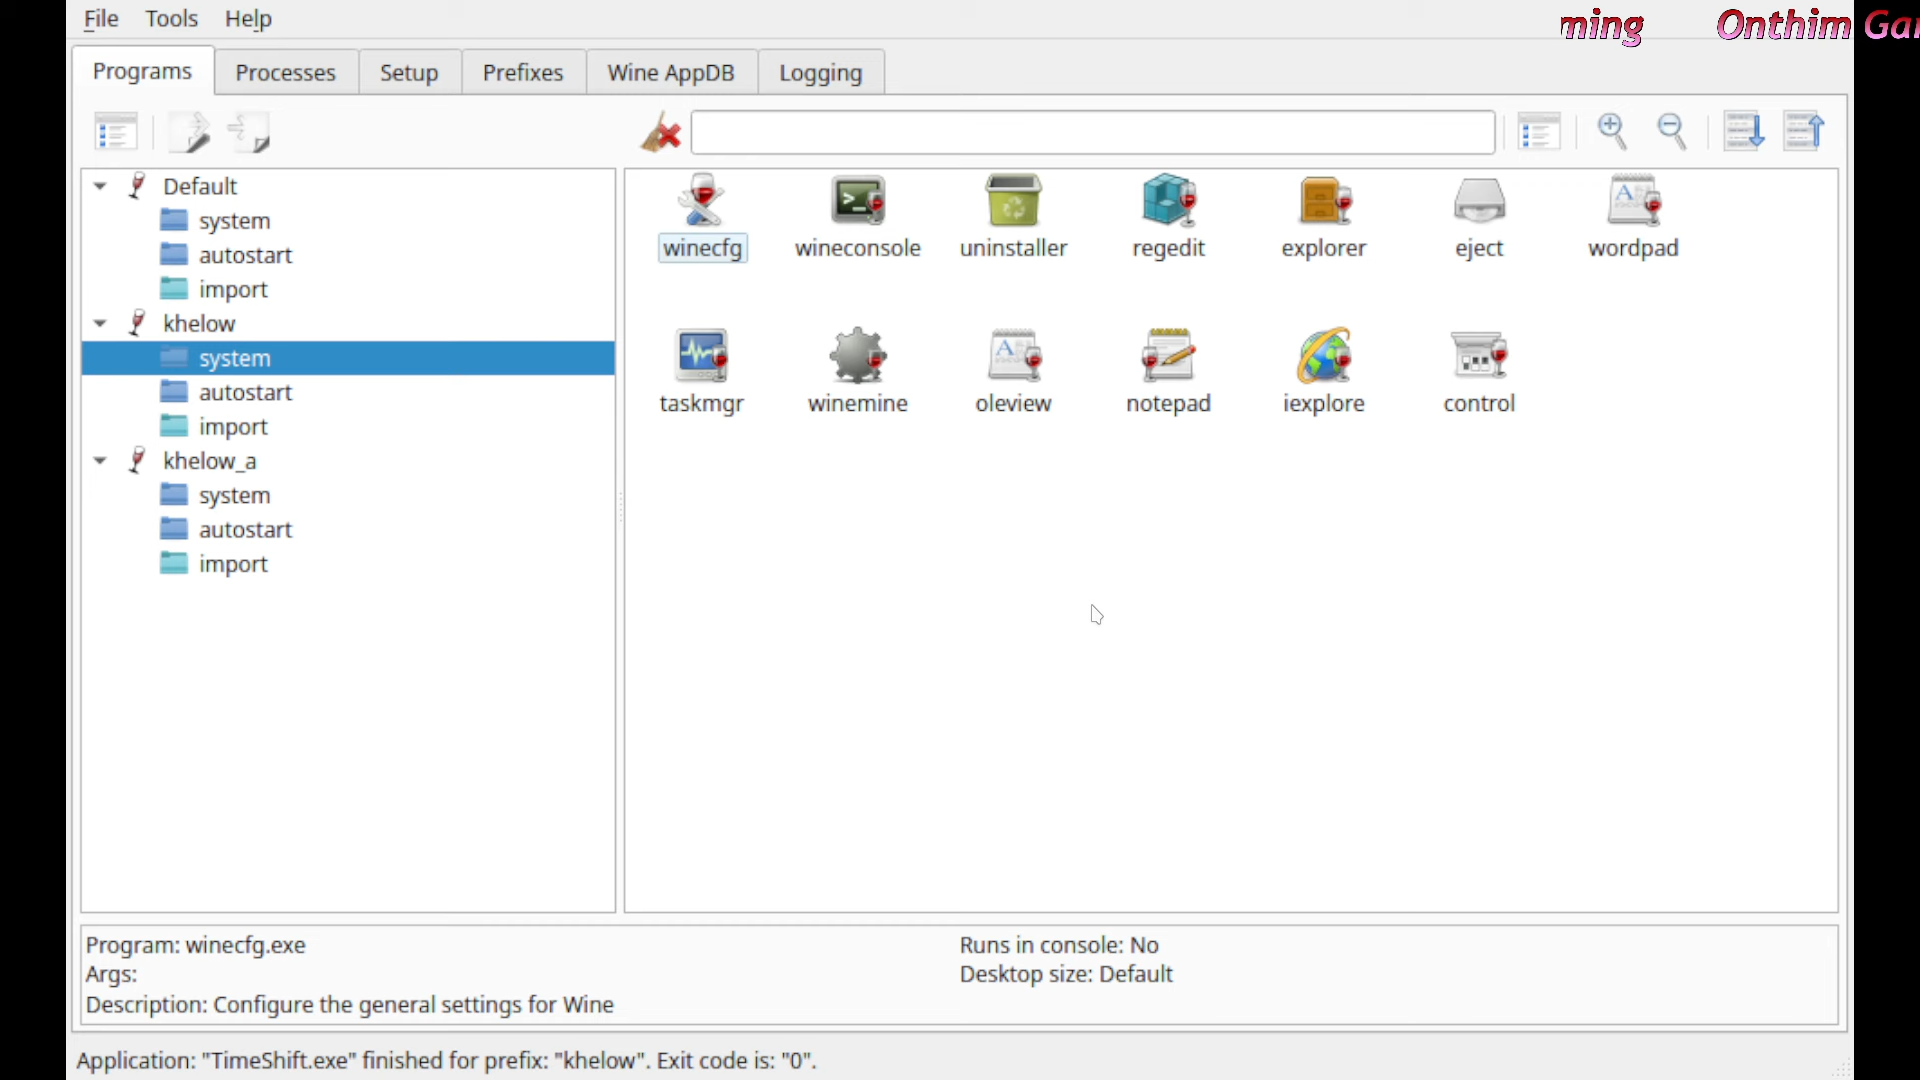 File Tools Help
ming Onthim Gar
Programs Processes Setup Prefixes Wine AppDB Logging
Default
system
autostart
import
khelow
system
autostart
import
khelow_a
system
autostart
import
winecfg wineconsole uninstaller regedit explorer eject wordpad
taskmgr winemine oleview notepad iexplore control
Program: winecfg.exe
Args:
Description: Configure the general settings for Wine
Runs in console: No
Desktop size: Default
Application: "TimeShift.exe" finished for prefix: "khelow". Exit code is: "0".